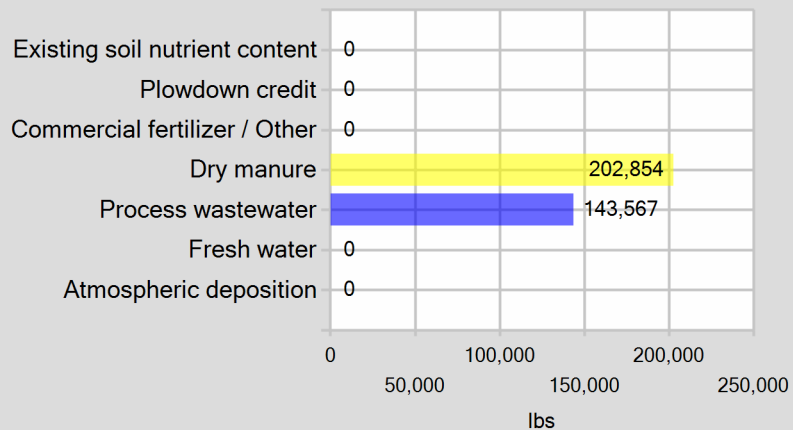 Existing soil nutrient content 0
Plowdown credit 0
Commercial fertilizer / Other 0
Dry manure 202,854
Process wastewater 143,567
Fresh water 0
Atmospheric deposition 0
0 100,000 200,000
50,000 150,000 250,000
lbs